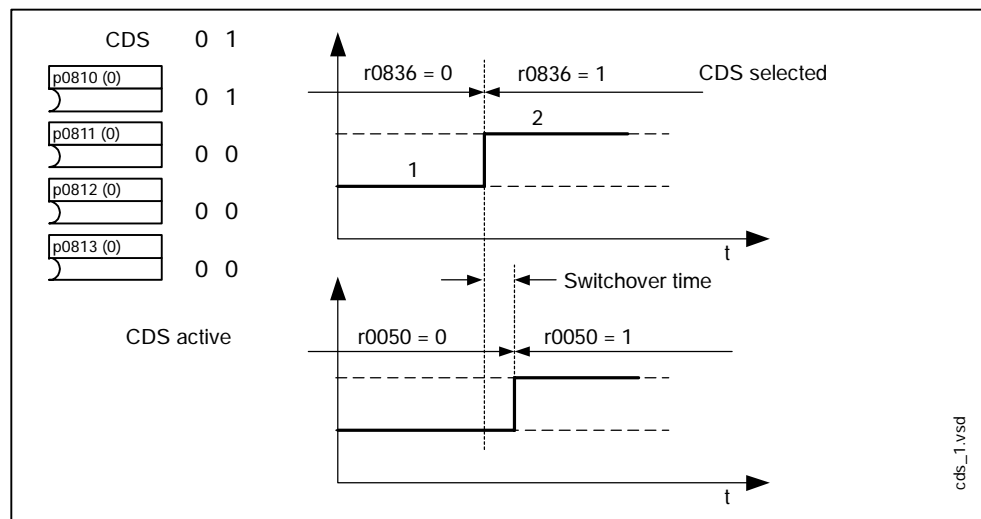 CDS 0 1
p0810 (0)
0 1
p0811 (0)
0 0
p0812 (0)
0 0
p0813 (0)
0 0
r0836 = 0 r0836 = 1 CDS selected
2
1
t
Switchover time
CDS active
r0050 = 0 r0050 = 1
t
cds_1.vsd